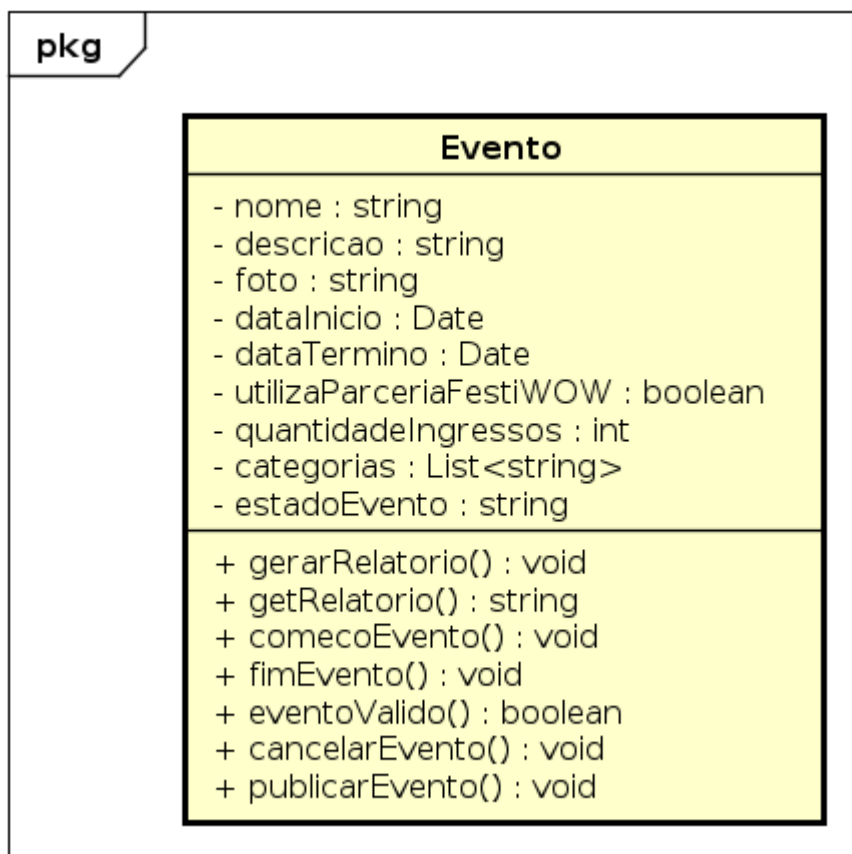 pkg
Evento
- nome : string
- descricao : string
- foto : string
- dataInicio : Date
- dataTermino : Date
- utilizaParceriaFestiWOW : boolean
- quantidadeIngressos : int
- categorias : List<string>
- estadoEvento : string
+ gerarRelatorio() : void
+ getRelatorio() : string
+ comecoEvento() : void
+ fimEvento() : void
+ eventoValido() : boolean
+ cancelarEvento() : void
+ publicarEvento() : void